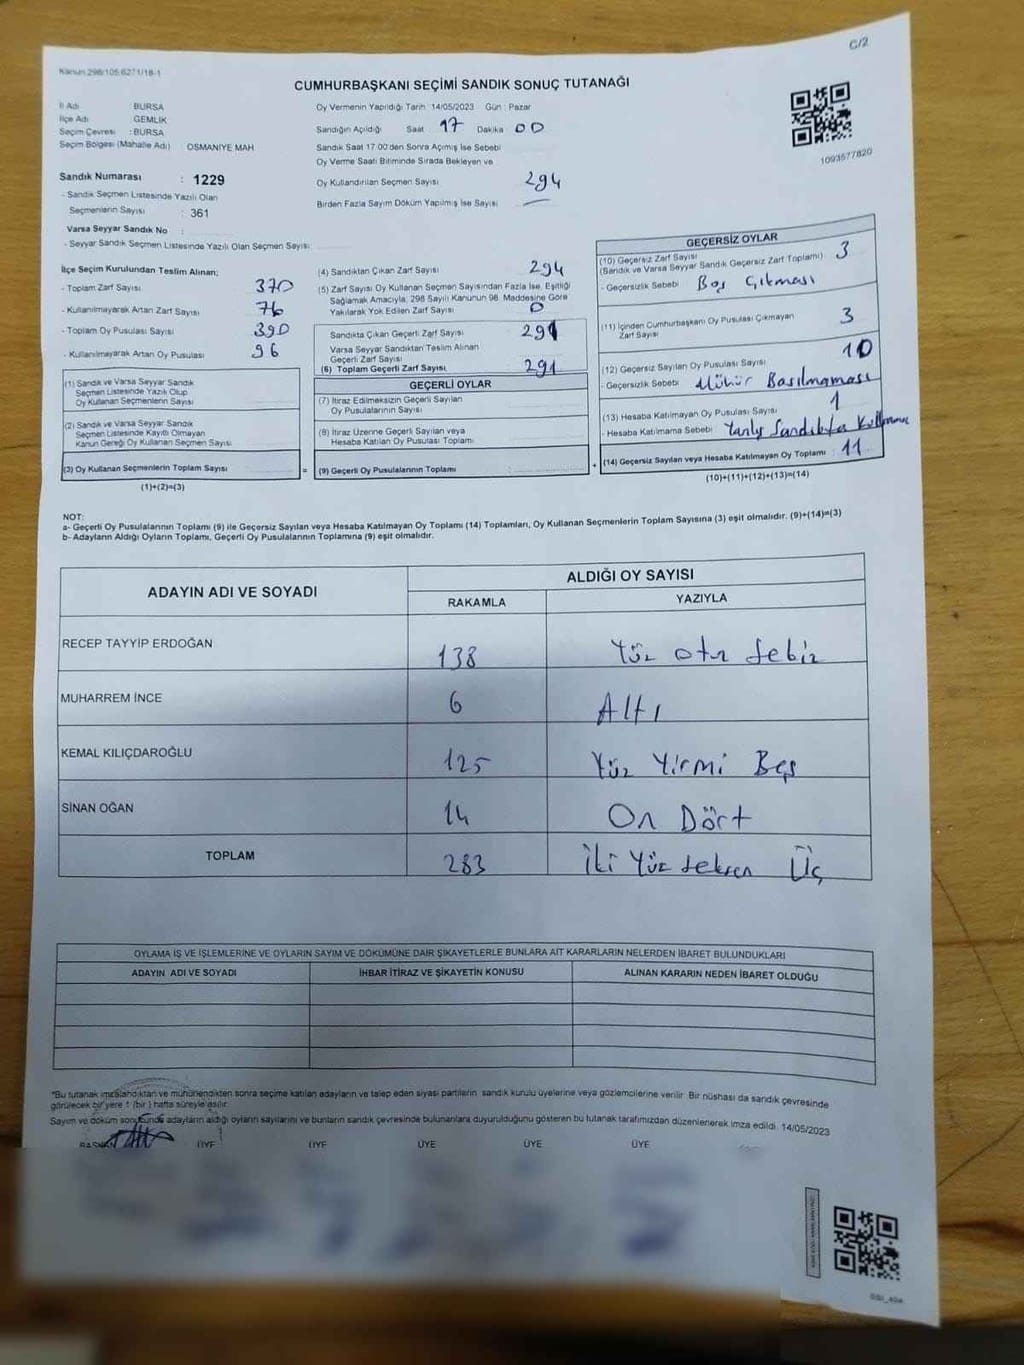 C/2
Kanun 298/105,6271/18-1
CUMHURBAŞKANI SEÇİMİ SANDIK SONUÇ TUTANAĞI
İl Adı BURSA
İlçe Adı GEMLİK
Seçim Çevresi : BURSA
Seçim Bölgesi (Mahalle Adı) OSMANİYE MAH
Oy Vermenin Yapıldığı Tarih 14/05/2023 Gün : Pazar
Sandığın Açıldığı Saat 17 Dakika 00
Sandık Saat 17 00'den Sonra Açımış İse Sebebi
Oy Verme Saati Bitiminde Sırada Bekleyen ve
Oy Kullandırılan Seçmen Sayısı 294
Birden Fazla Sayım Döküm Yapılmış İse Sayısı —
1093577820
Sandık Numarası : 1229
- Sandık Seçmen Listesinde Yazılı Olan
Seçmenlerin Sayısı : 361
Varsa Seyyar Sandık No :
- Seyyar Sandık Seçmen Listesinde Yazılı Olan Seçmen Sayısı:
İlçe Seçim Kurulundan Teslim Alınan;
- Toplam Zarf Sayısı 370
- Kullanılmayarak Artan Zarf Sayısı 76
- Toplam Oy Pusulası Sayısı 390
- Kullanılmayarak Artan Oy Pusulası 96
(1) Sandık ve Varsa Seyyar Sandık
Seçmen Listesinde Yazılı Olup
Oy Kullanan Seçmenlerin Sayısı
(2) Sandık ve Varsa Seyyar Sandık
Seçmen Listesinde Kayıtlı Olmayan
Kanun Gereği Oy Kullanan Seçmen Sayısı
(3) Oy Kullanan Seçmenlerin Toplam Sayısı =
(1)+(2)=(3)
(4) Sandıktan Çıkan Zarf Sayısı 294
(5) Zarf Sayısı Oy Kullanan Seçmen Sayısından Fazla İse, Eşitliği
Sağlamak Amacıyla, 298 Sayılı Kanunun 98. Maddesine Göre
Yakılarak Yok Edilen Zarf Sayısı 0
Sandıkta Çıkan Geçerli Zarf Sayısı 291
Varsa Seyyar Sandıktan Teslim Alınan
Geçerli Zarf Sayısı
(6) Toplam Geçerli Zarf Sayısı, 291
GEÇERLİ OYLAR
(7) İtiraz Edilmeksizin Geçerli Sayılan
Oy Pusulalarının Sayısı
(8) İtiraz Üzerine Geçerli Sayılan veya
Hesaba Katılan Oy Pusulası Toplamı
(9) Geçerli Oy Pusulalarının Toplamı : +
GEÇERSİZ OYLAR
(10) Geçersiz Zarf Sayısı
(Sandık ve Varsa Seyyar Sandık Geçersiz Zarf Toplamı) 3
- Geçersizlik Sebebi Boş Çıkması
(11) İçinden Cumhurbaşkanı Oy Pusulası Çıkmayan
Zarf Sayısı 3
(12) Geçersiz Sayılan Oy Pusulası Sayısı 10
- Geçersizlik Sebebi Mühür Basılmaması
(13) Hesaba Katılmayan Oy Pusulası Sayısı 1
- Hesaba Katılmama Sebebi Yanlış Sandıkta
(14) Geçersiz Sayılan veya Hesaba Katılmayan Oy Toplamı : 11
(10)+(11)+(12)+(13)=(14)
NOT:
a- Geçerli Oy Pusulalarının Toplamı (9) ile Geçersiz Sayılan veya Hesaba Katılmayan Oy Toplamı (14) Toplamları, Oy Kullanan Seçmenlerin Toplam Sayısına (3) eşit olmalıdır. (9)+(14)=(3)
b- Adayların Aldığı Oyların Toplamı, Geçerli Oy Pusulalarının Toplamına (9) eşit olmalıdır.
ADAYIN ADI VE SOYADI
ALDIĞI OY SAYISI
RAKAMLA YAZIYLA
RECEP TAYYİP ERDOĞAN 138 Yüz otuz sekiz
MUHARREM İNCE 6 Altı
KEMAL KILIÇDAROĞLU 125 Yüz Yirmi Beş
SİNAN OĞAN 14 On Dört
TOPLAM 283 İki Yüz seksen Üç
OYLAMA İŞ VE İŞLEMLERİNE VE OYLARIN SAYIM VE DÖKÜMÜNE DAİR ŞİKAYETLERLE BUNLARA AİT KARARLARIN NELERDEN İBARET BULUNDUKLARI
ADAYIN ADI VE SOYADI İHBAR İTİRAZ VE ŞİKAYETİN KONUSU ALINAN KARARIN NEDEN İBARET OLDUĞU
*Bu tutanak imzalandıktan ve mühürlendikten sonra seçime katılan adayların ve talep eden siyasi partilerin sandık kurulu üyelerine veya gözlemcilerine verilir Bir nüshası da sandık çevresinde
görülecek bir yere 1 (bir ) hafta süreyle asılır
Sayım ve döküm sonucunda adayların aldığı oyların sayılarını ve bunların sandık çevresinde bulunanlara duyurulduğunu gösteren bu tutanak tarafımızdan düzenlenerek imza edildi. 14/05/2023
BAŞKAN ÜYE ÜYE ÜYE ÜYE ÜYE